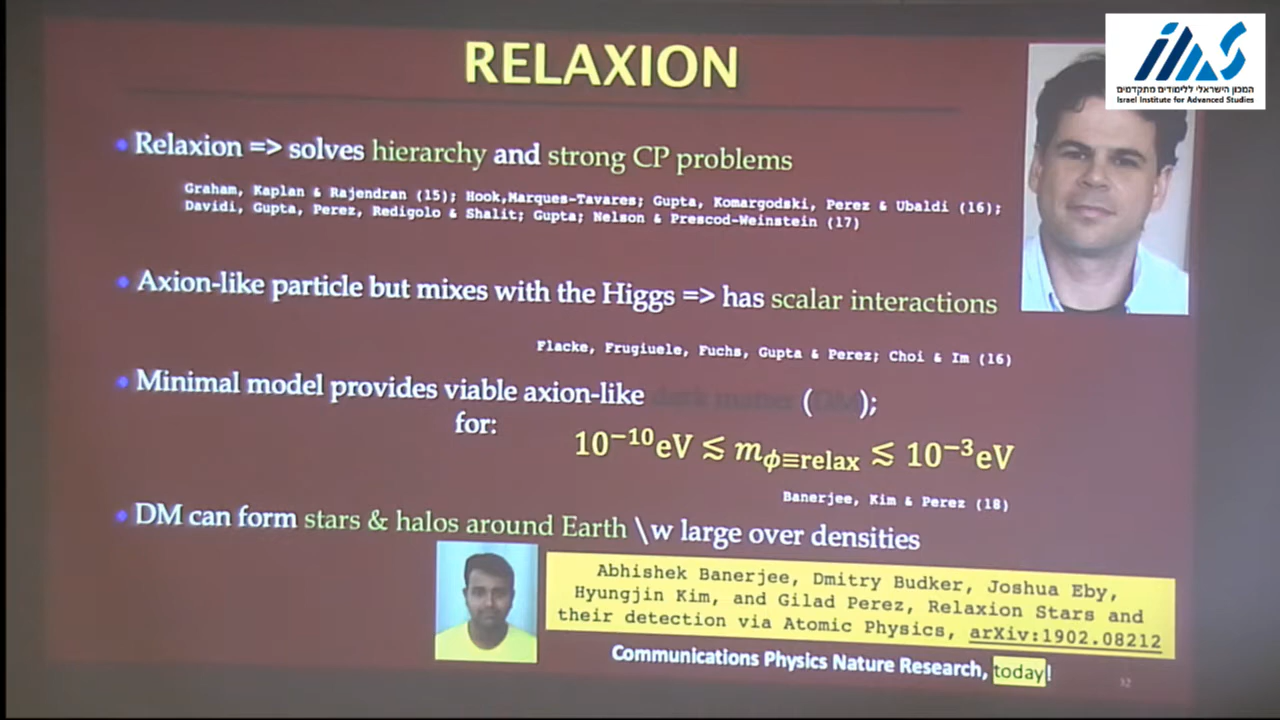 RELAXION
המכון הישראלי ללימודים מתקדמים
Israel Institute for Advanced Studies
Relaxion => solves hierarchy and strong CP problems
Graham, Kaplan & Rajendran (15); Hook,Marques-Tavares; Gupta, Komargodski, Perez & Ubaldi (16);
Davidi, Gupta, Perez, Redigolo & Shalit; Gupta; Nelson & Prescod-Weinstein (17)
Axion-like particle but mixes with the Higgs => has scalar interactions
Flacke, Frugiuele, Fuchs, Gupta & Perez; Choi & Im (16)
Minimal model provides viable axion-like dark matter (DM);
for:
10⁻¹⁰eV ≲ m_ϕ≡relax ≲ 10⁻³eV
Banerjee, Kim & Perez (18)
DM can form stars & halos around Earth \w large over densities
Abhishek Banerjee, Dmitry Budker, Joshua Eby,
Hyungjin Kim, and Gilad Perez, Relaxion Stars and
their detection via Atomic Physics, arXiv:1902.08212
Communications Physics Nature Research, today!
32